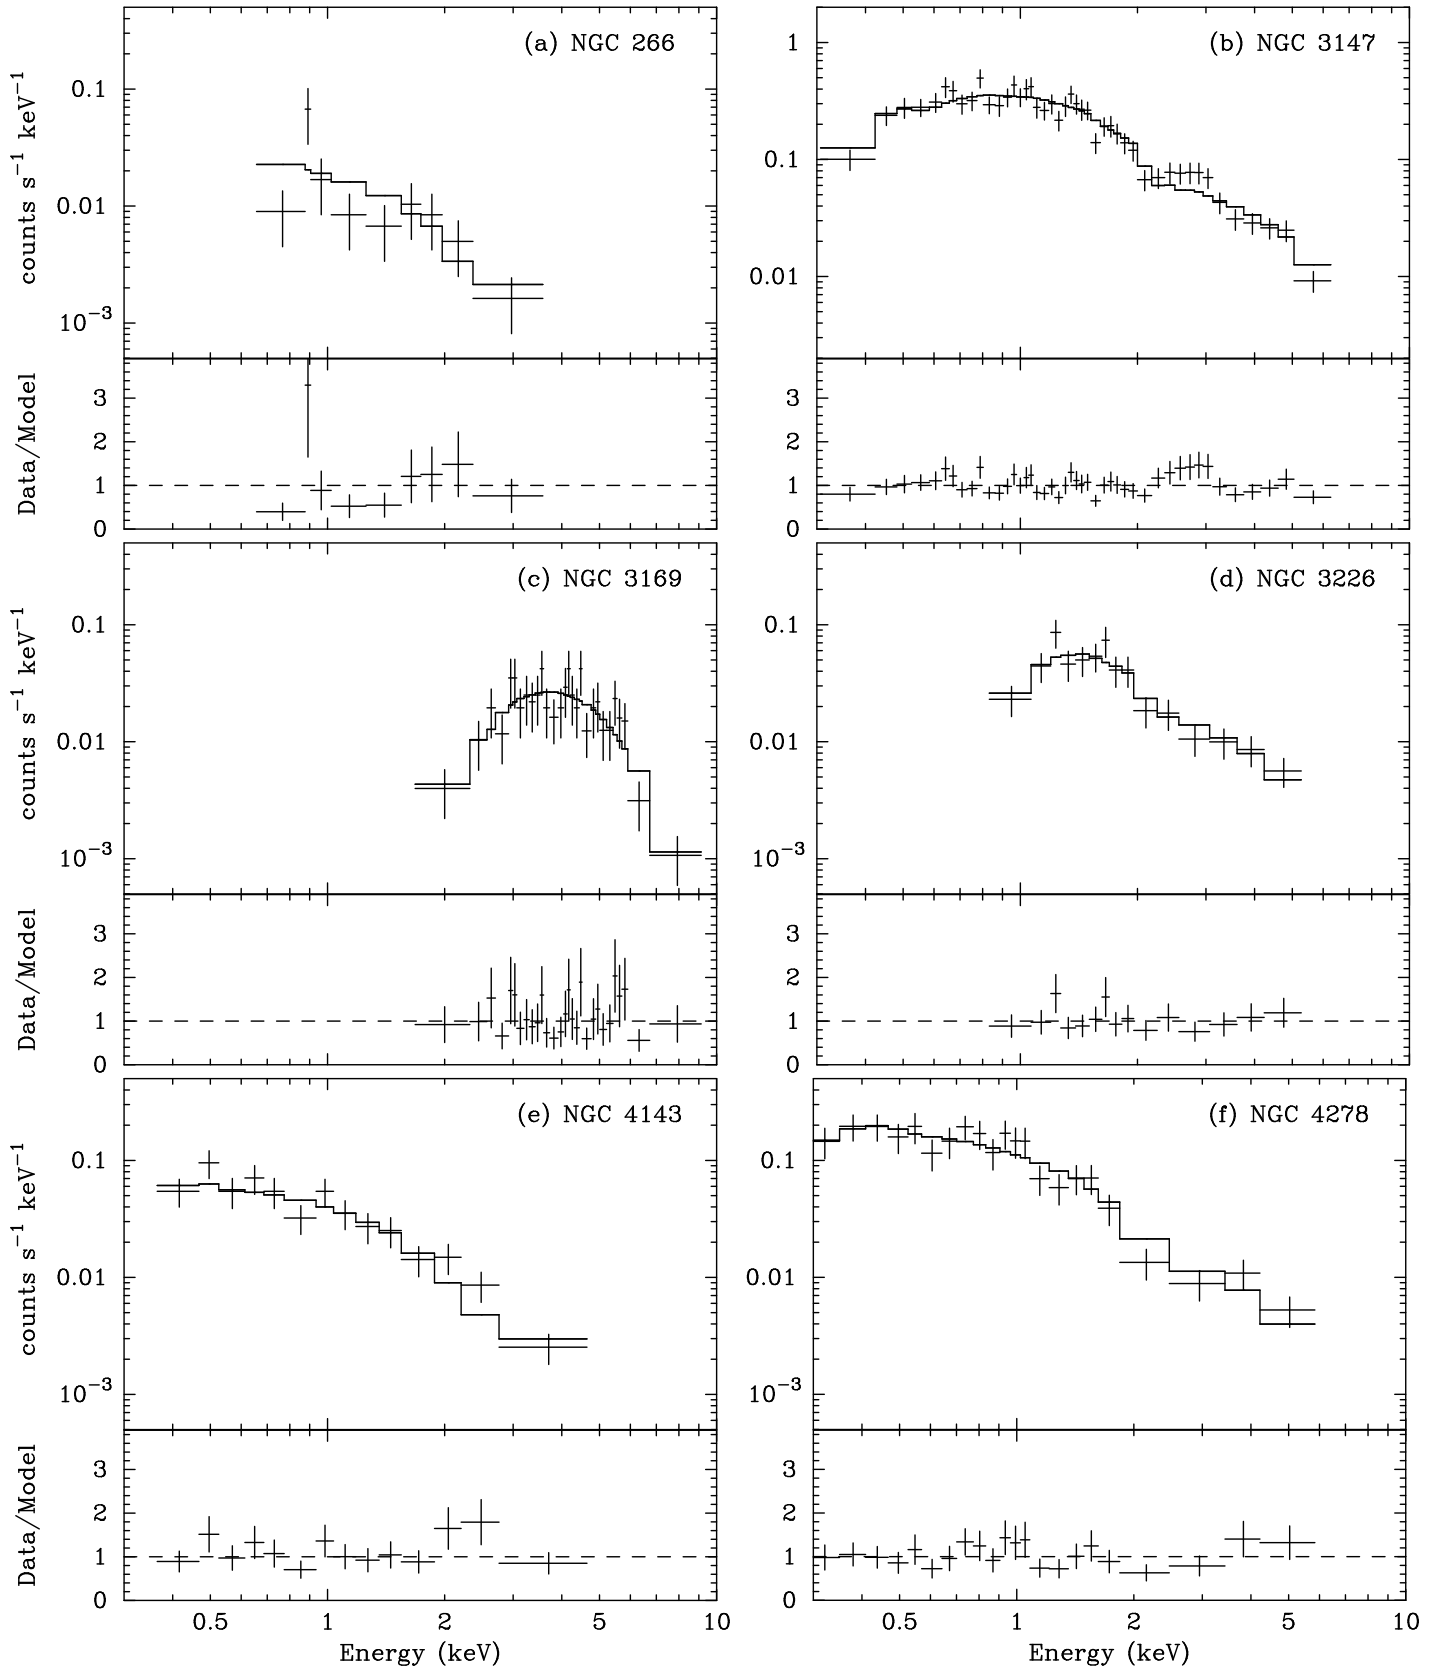 (a) NGC 266
counts s⁻¹ keV⁻¹
0.1
0.01
10⁻³
Data/Model
3
2
1
0
(b) NGC 3147
1
0.1
0.01
3
2
1
0
(c) NGC 3169
counts s⁻¹ keV⁻¹
0.1
0.01
10⁻³
Data/Model
3
2
1
0
(d) NGC 3226
0.1
0.01
10⁻³
3
2
1
0
(e) NGC 4143
counts s⁻¹ keV⁻¹
0.1
0.01
10⁻³
Data/Model
3
2
1
0
0.5 1 2 5 10
Energy (keV)
(f) NGC 4278
0.1
0.01
10⁻³
3
2
1
0
0.5 1 2 5 10
Energy (keV)